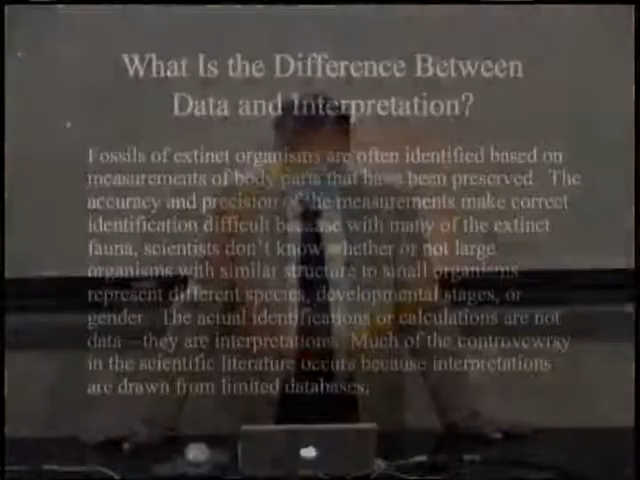 What Is the Difference Between
Data and Interpretation?
Fossils of extinct organisms are often identified based on
measurements of body parts that have been preserved. The
accuracy and precision of the measurements make correct
identification difficult because with many of the extinct
fauna, scientists don't know whether or not large
organisms with similar structure to small organisms
represent different species, developmental stages, or
gender. The actual identifications or calculations are not
data—they are interpretations. Much of the controvewrsy
in the scientific literature occurs because interpretations
are drawn from limited databases.